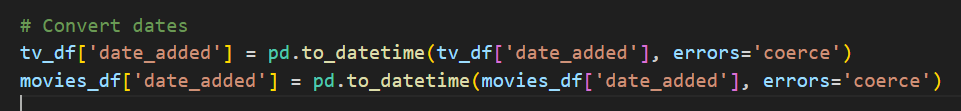 # Convert dates
tv_df['date_added'] = pd.to_datetime(tv_df['date_added'], errors='coerce')
movies_df['date_added'] = pd.to_datetime(movies_df['date_added'], errors='coerce')